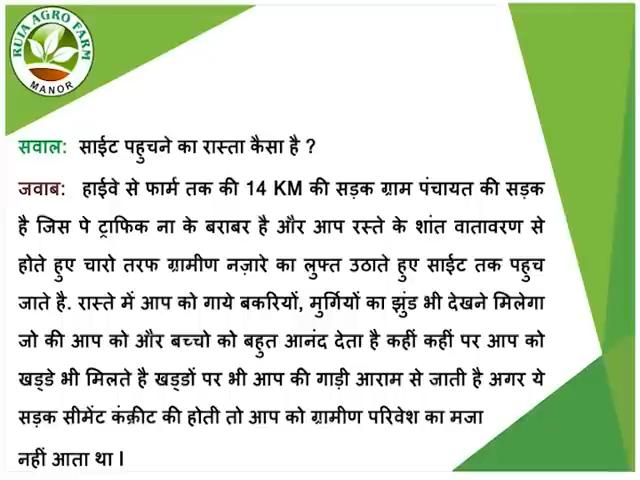 RUIA AGRO FARM
MANOR
सवाल: साईट पहुचने का रास्ता कैसा है ?
जवाब: हाईवे से फार्म तक की 14 KM की सड़क ग्राम पंचायत की सड़क
है जिस पे ट्राफिक ना के बराबर है और आप रस्ते के शांत वातावरण से
होते हुए चारो तरफ ग्रामीण नज़ारे का लुफ्त उठाते हुए साईट तक पहुच
जाते है. रास्ते में आप को गाये बकरियों, मुर्गियों का झुंड भी देखने मिलेगा
जो की आप को और बच्चो को बहुत आनंद देता है कहीं कहीं पर आप को
खड्डे भी मिलते है खड्डों पर भी आप की गाड़ी आराम से जाती है अगर ये
सड़क सीमेंट कंक्रीट की होती तो आप को ग्रामीण परिवेश का मजा
नहीं आता था l